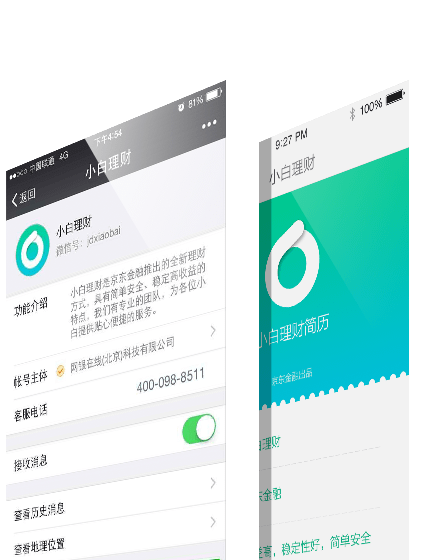 中国联通 4G
下午4:54
81%
返回
小白理财
小白理财
微信号: jdxiaobai
功能介绍
小白理财是京东金融推出的全新理财
方式，具有简单安全、稳定高收益的
特点，我们有专业的团队，为各位小
白提供贴心便捷的服务。
帐号主体
网银在线(北京)科技有限公司
客服电话
400-098-8511
接收消息
查看历史消息
查看地理位置
9:27 PM
100%
小白理财
小白理财简历
京东金融出品
理财
金融
高，稳定性好，简单安全